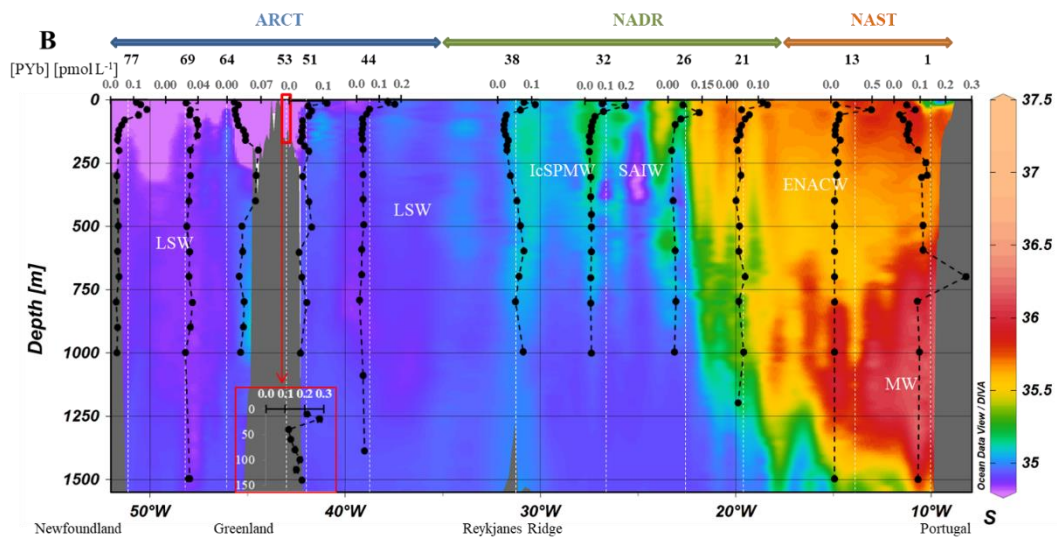 ARCT NADR NAST
B
77 69 64 53 51 44 38 32 26 21 13 1
[PYb] [pmol L-1]
0.0 0.1 0.00 0.04 0.00 0.07 0.0 0.1 0.0 0.1 0.2 0.0 0.1 0.0 0.1 0.2 0.00 0.15 0.00 0.10 0.0 0.5 0.0 0.1 0.2 0.3
0 37.5
37
IcSPMW SAIW ENACW
250
LSW
36.5
500
LSW
Depth [m]
750 36
1000
MW
35.5
0.0 0.1 0.2 0.3
0
50
100
150
1250
35
1500
Ocean Data View / DIVA
50°W 40°W 30°W 20°W 10°W S
Newfoundland Greenland Reykjanes Ridge Portugal